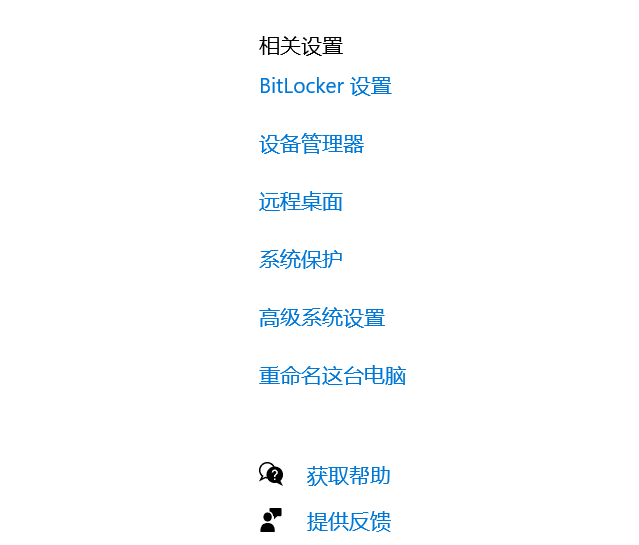 相关设置
BitLocker 设置
设备管理器
远程桌面
系统保护
高级系统设置
重命名这台电脑
获取帮助
提供反馈